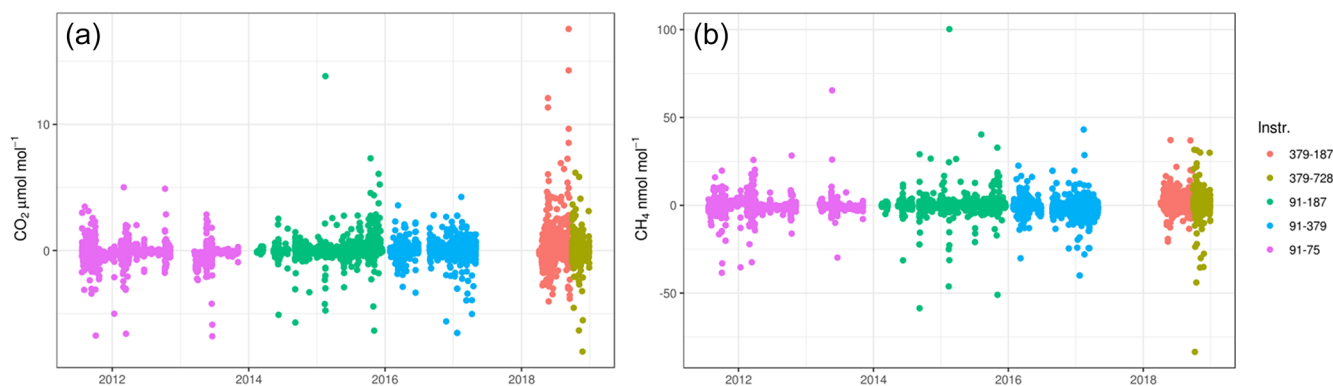 (a)
10
0
CO₂ μmol mol⁻¹
2012 2014 2016 2018
(b)
100
50
0
-50
CH₄ nmol mol⁻¹
2012 2014 2016 2018
Instr.
379-187
379-728
91-187
91-379
91-75